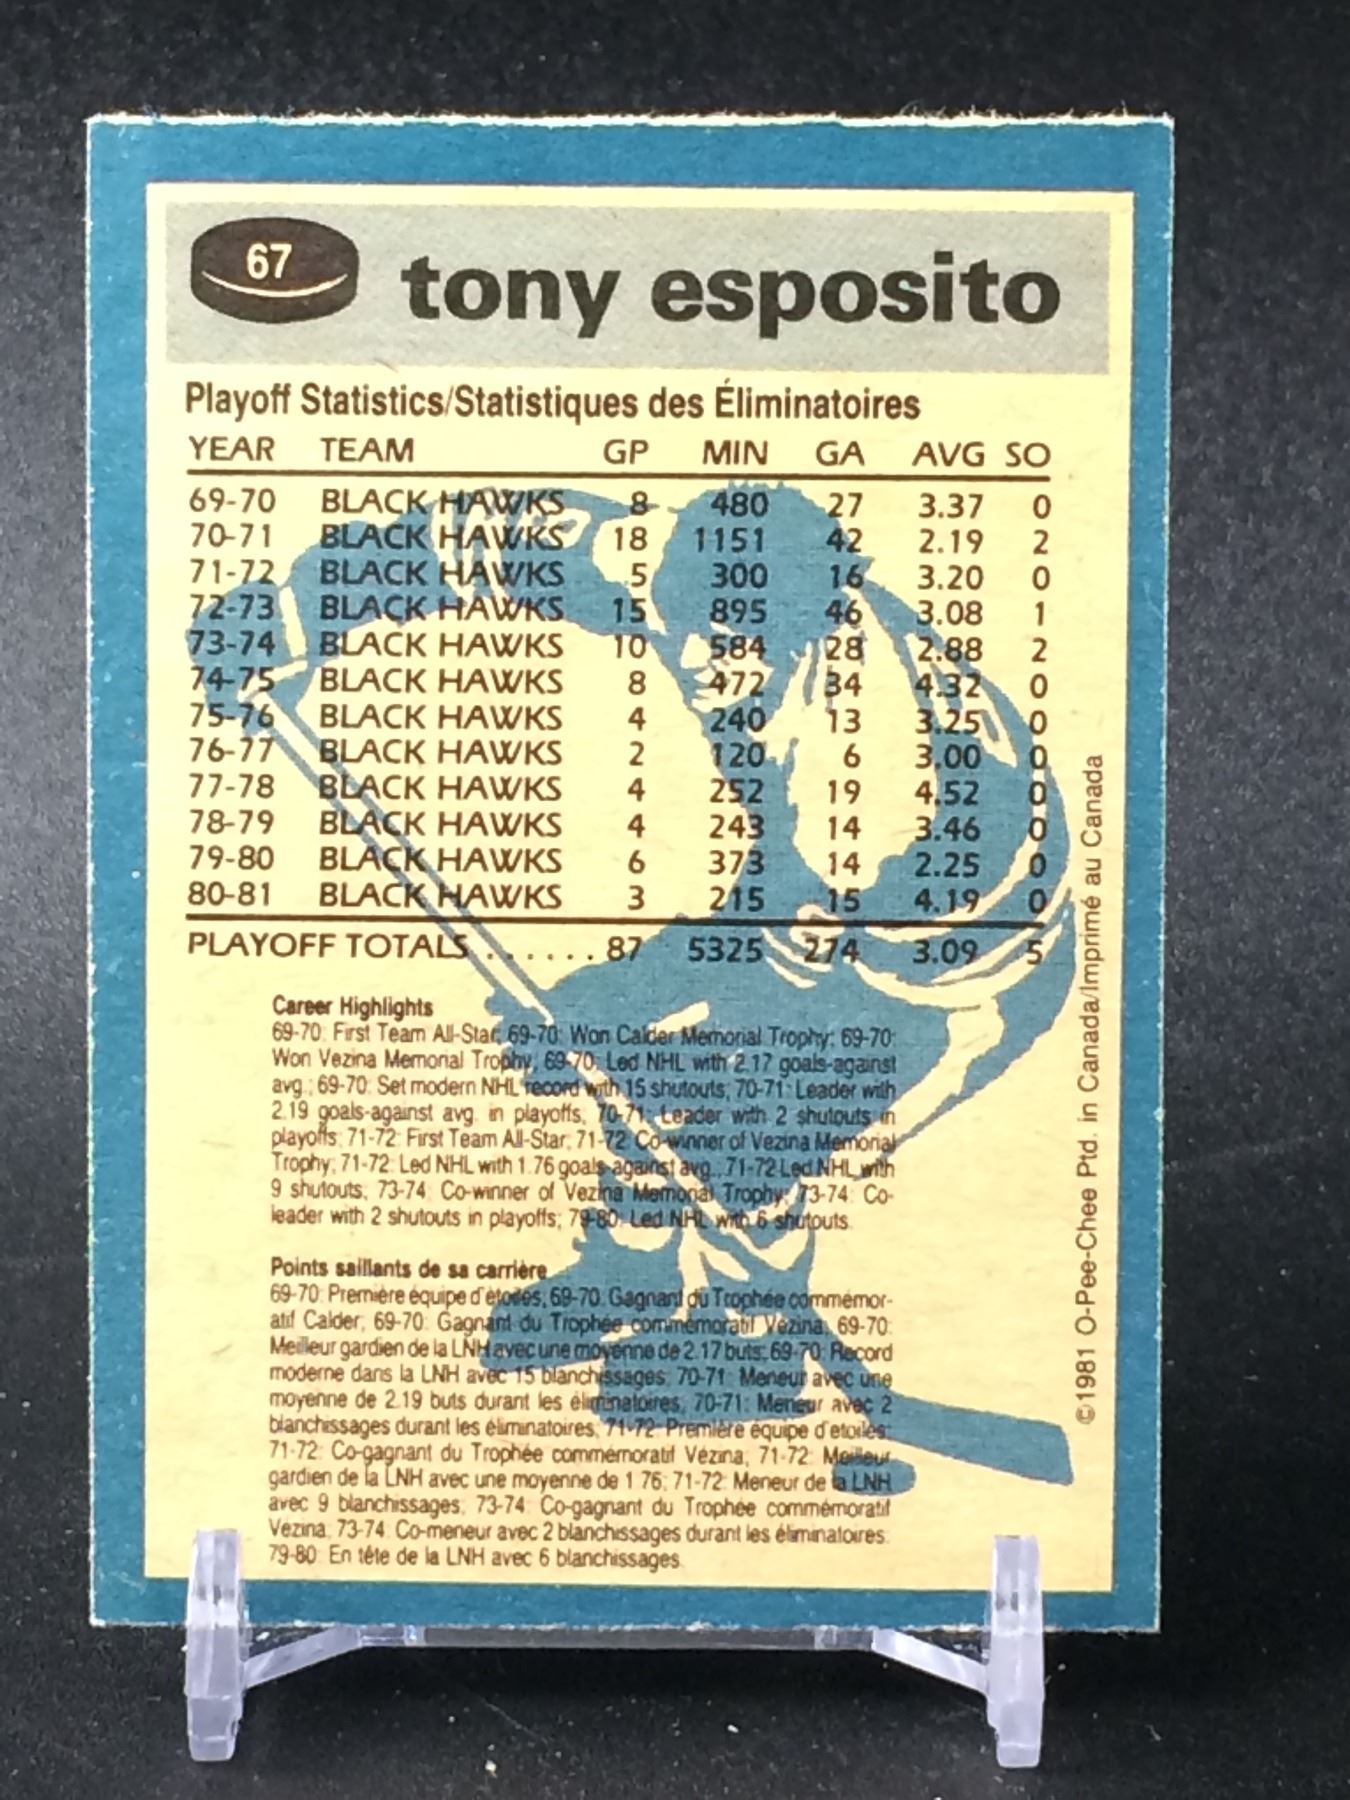 67 tony esposito
Playoff Statistics/Statistiques des Éliminatoires
YEAR TEAM GP MIN GA AVG SO
69-70 BLACK HAWKS 8 480 27 3.37 0
70-71 BLACK HAWKS 18 1151 42 2.19 2
71-72 BLACK HAWKS 5 300 16 3.20 0
72-73 BLACK HAWKS 15 895 46 3.08 1
73-74 BLACK HAWKS 10 584 28 2.88 2
74-75 BLACK HAWKS 8 472 34 4.32 0
75-76 BLACK HAWKS 4 240 13 3.25 0
76-77 BLACK HAWKS 2 120 6 3.00 0
77-78 BLACK HAWKS 4 252 19 4.52 0
78-79 BLACK HAWKS 4 243 14 3.46 0
79-80 BLACK HAWKS 6 373 14 2.25 0
80-81 BLACK HAWKS 3 215 15 4.19 0
PLAYOFF TOTALS ...... 87 5325 274 3.09 5
Career Highlights
69-70: First Team All-Star; 69-70: Won Calder Memorial Trophy; 69-70:
Won Vezina Memorial Trophy; 69-70: Led NHL with 2.17 goals-against
avg.; 69-70: Set modern NHL record with 15 shutouts; 70-71: Leader with
2.19 goals-against avg. in playoffs; 70-71: Leader with 2 shutouts in
playoffs; 71-72: First Team All-Star; 71-72: Co-winner of Vezina Memorial
Trophy; 71-72: Led NHL with 1.76 goals-against avg.; 71-72 Led NHL with
9 shutouts; 73-74: Co-winner of Vezina Memorial Trophy; 73-74: Co-
leader with 2 shutouts in playoffs; 79-80: Led NHL with 6 shutouts.
Points saillants de sa carrière
69-70: Première équipe d'étoiles; 69-70: Gagnant du Trophée commémor-
atif Calder; 69-70: Gagnant du Trophée commémoratif Vézina; 69-70:
Meilleur gardien de la LNH avec une moyenne de 2.17 buts; 69-70: Record
moderne dans la LNH avec 15 blanchissages; 70-71: Meneur avec une
moyenne de 2.19 buts durant les éliminatoires; 70-71: Meneur avec 2
blanchissages durant les éliminatoires; 71-72: Première équipe d'étoiles;
71-72: Co-gagnant du Trophée commémoratif Vézina; 71-72: Meilleur
gardien de la LNH avec une moyenne de 1.76; 71-72: Meneur de la LNH
avec 9 blanchissages; 73-74: Co-gagnant du Trophée commémoratif
Vézina; 73-74: Co-meneur avec 2 blanchissages durant les éliminatoires;
79-80: En tête de la LNH avec 6 blanchissages.
©1981 O-Pee-Chee Ptd. in Canada/Imprimé au Canada